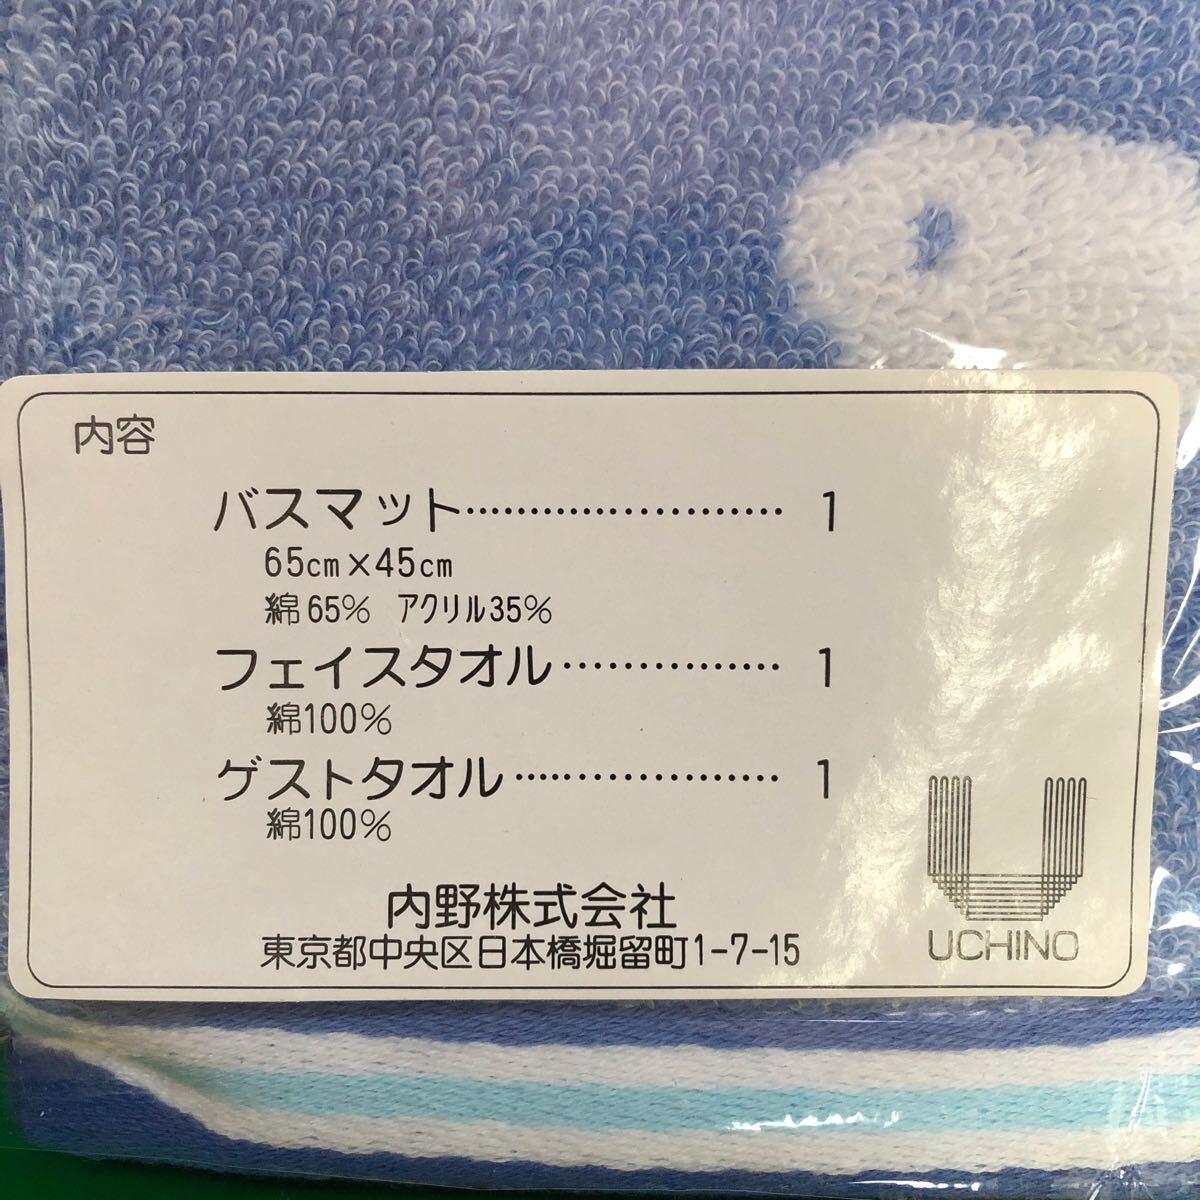 内容
バスマット…………………… 1
65cm×45cm
綿65% アクリル35%
フェイスタオル…………… 1
綿100%
ゲストタオル……………… 1
綿100%
内野株式会社
東京都中央区日本橋堀留町1-7-15
UCHINO